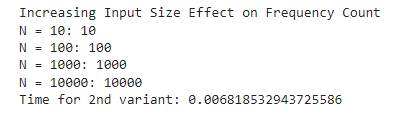 Increasing Input Size Effect on Frequency Count
N = 10: 10
N = 100: 100
N = 1000: 1000
N = 10000: 10000
Time for 2nd variant: 0.006818532943725586